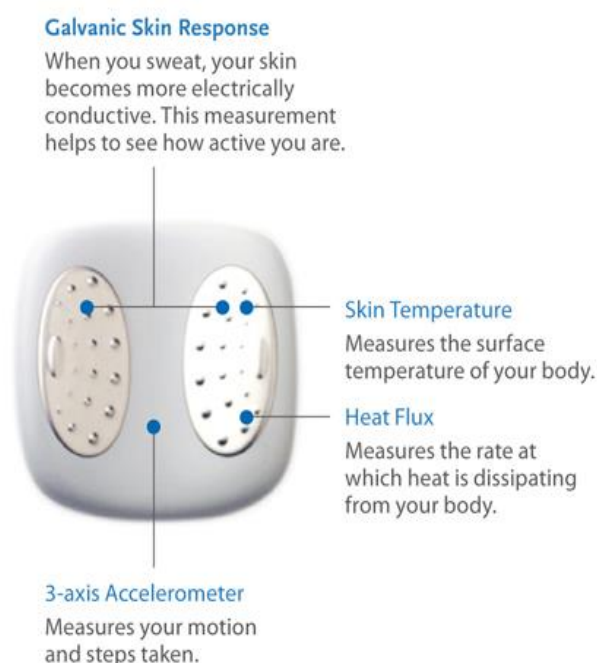 Galvanic Skin Response
When you sweat, your skin
becomes more electrically
conductive. This measurement
helps to see how active you are.
Skin Temperature
Measures the surface
temperature of your body.
Heat Flux
Measures the rate at
which heat is dissipating
from your body.
3-axis Accelerometer
Measures your motion
and steps taken.